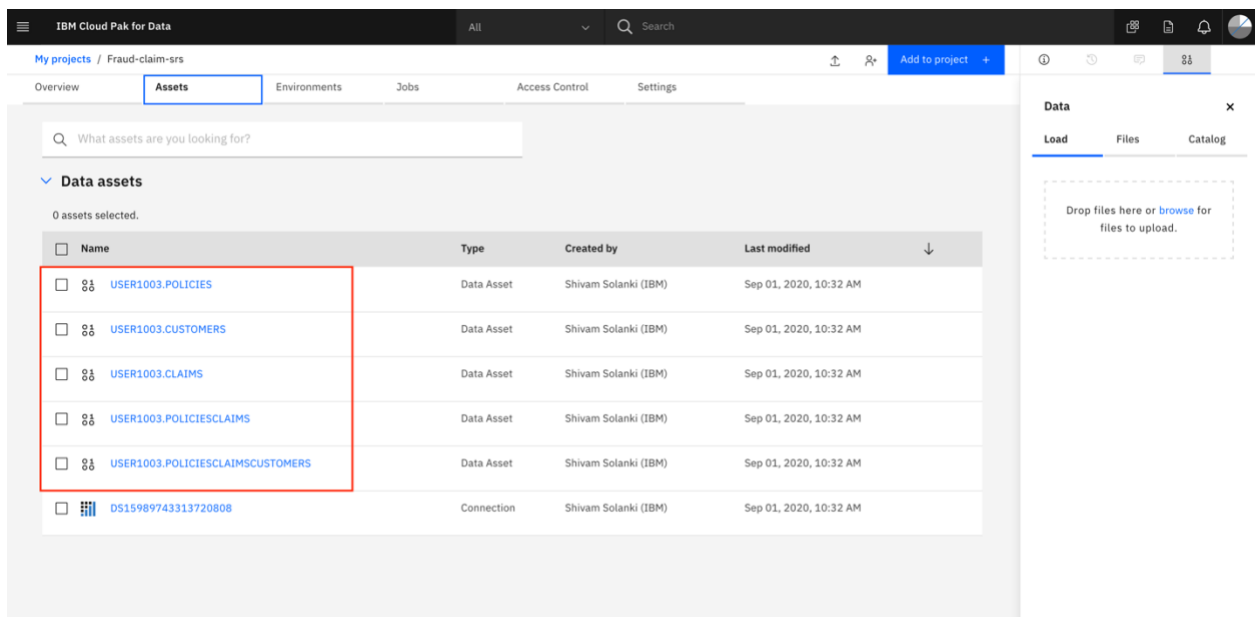 IBM Cloud Pak for Data
All
Search
My projects / Fraud-claim-srs
Add to project +
Overview Assets Environments Jobs Access Control Settings
Data
Load Files Catalog
What assets are you looking for?
Data assets
Drop files here or browse for
files to upload.
0 assets selected.
Name Type Created by Last modified
USER1003.POLICIES Data Asset Shivam Solanki (IBM) Sep 01, 2020, 10:32 AM
USER1003.CUSTOMERS Data Asset Shivam Solanki (IBM) Sep 01, 2020, 10:32 AM
USER1003.CLAIMS Data Asset Shivam Solanki (IBM) Sep 01, 2020, 10:32 AM
USER1003.POLICIESCLAIMS Data Asset Shivam Solanki (IBM) Sep 01, 2020, 10:32 AM
USER1003.POLICIESCLAIMSCUSTOMERS Data Asset Shivam Solanki (IBM) Sep 01, 2020, 10:32 AM
DS15989743313720808 Connection Shivam Solanki (IBM) Sep 01, 2020, 10:32 AM